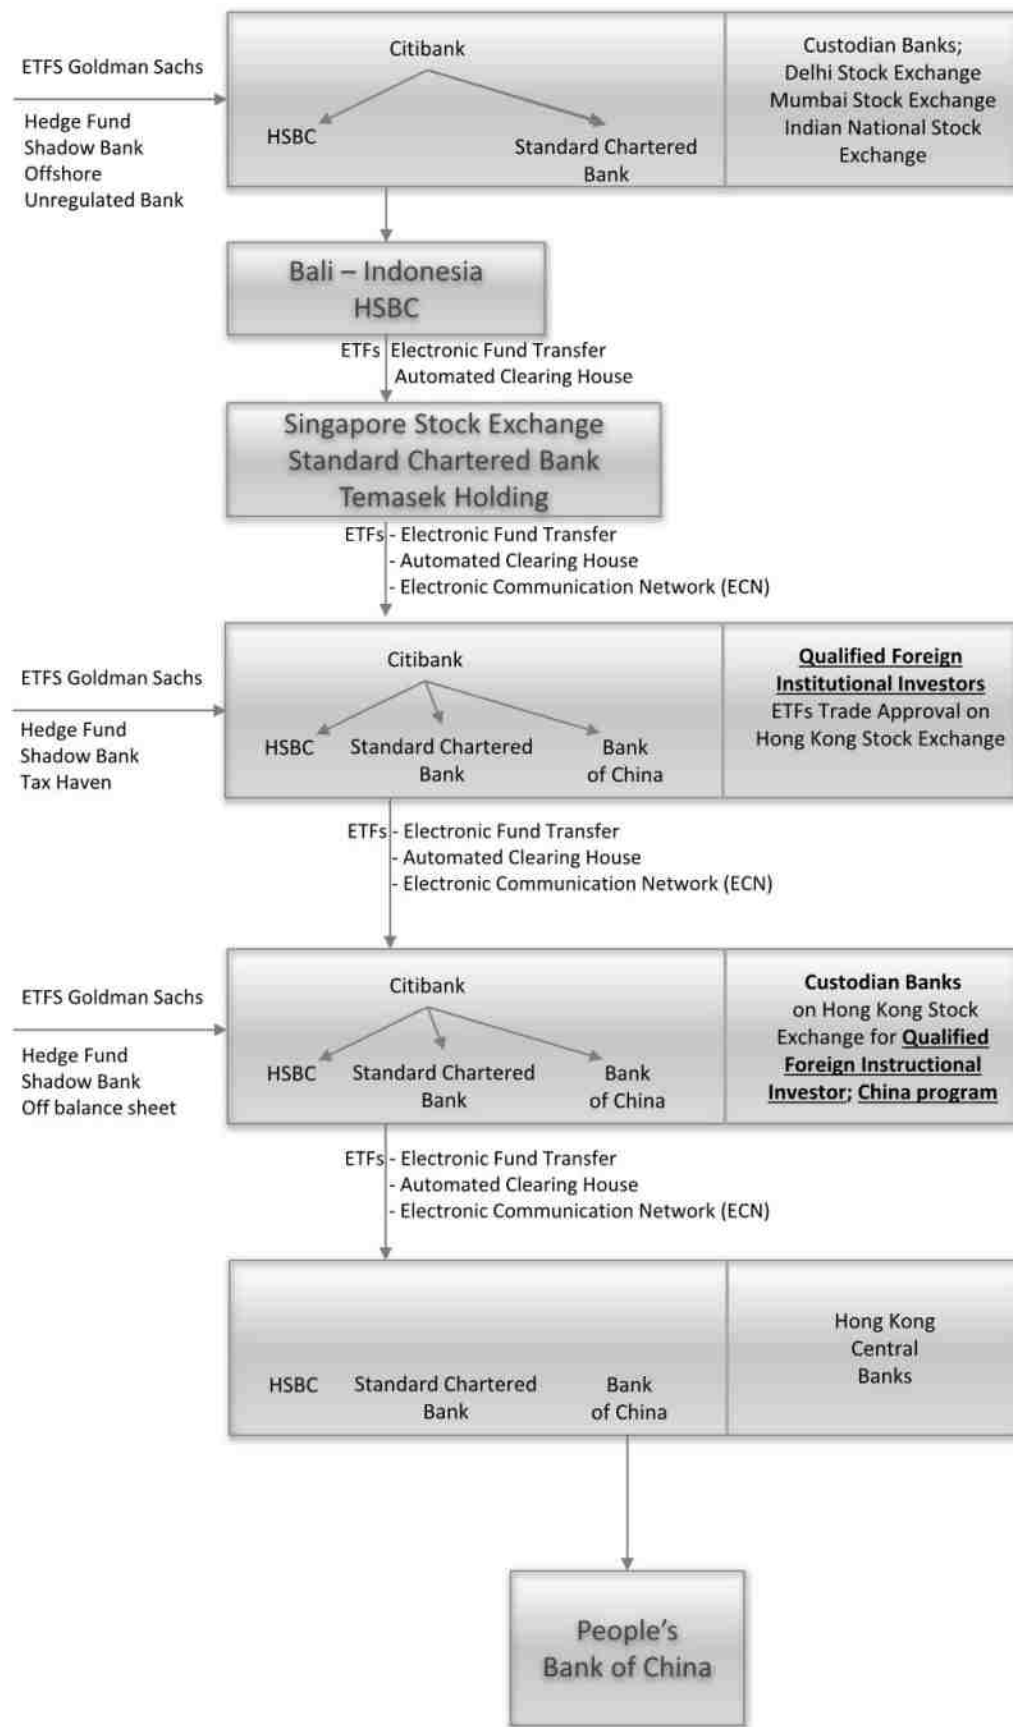 ETFS Goldman Sachs
Hedge Fund
Shadow Bank
Offshore
Unregulated Bank
Citibank
HSBC
Standard Chartered
Bank
Custodian Banks;
Delhi Stock Exchange
Mumbai Stock Exchange
Indian National Stock
Exchange
Bali – Indonesia
HSBC
ETFs Electronic Fund Transfer
Automated Clearing House
Singapore Stock Exchange
Standard Chartered Bank
Temasek Holding
ETFs - Electronic Fund Transfer
- Automated Clearing House
- Electronic Communication Network (ECN)
ETFS Goldman Sachs
Hedge Fund
Shadow Bank
Tax Haven
Citibank
HSBC
Standard Chartered
Bank
Bank
of China
Qualified Foreign
Institutional Investors
ETFs Trade Approval on
Hong Kong Stock Exchange
ETFs - Electronic Fund Transfer
- Automated Clearing House
- Electronic Communication Network (ECN)
ETFS Goldman Sachs
Hedge Fund
Shadow Bank
Off balance sheet
Citibank
HSBC
Standard Chartered
Bank
Bank
of China
Custodian Banks
on Hong Kong Stock
Exchange for Qualified
Foreign Instructional
Investor; China program
ETFs - Electronic Fund Transfer
- Automated Clearing House
- Electronic Communication Network (ECN)
HSBC
Standard Chartered
Bank
Bank
of China
Hong Kong
Central
Banks
People's
Bank of China